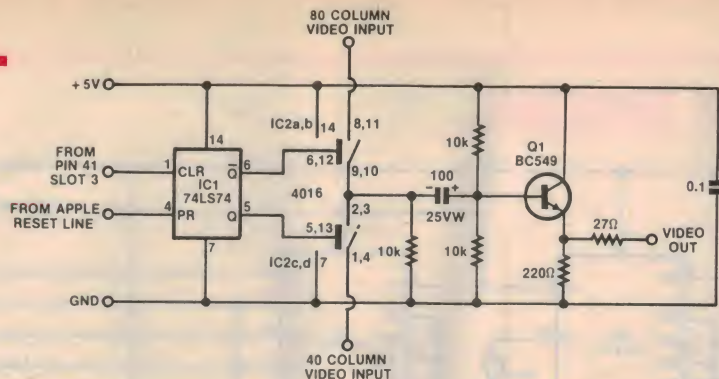 80 COLUMN
VIDEO INPUT
+5V
IC2a,b
14
8,11
14
10k
Q1
BC549
FROM
PIN 41
SLOT 3
1
CLR
Q
6
6,12
9,10
IC1
74LS74
4016
100
- +
25VW
0.1
FROM APPLE
RESET LINE
4
PR
Q
5
5,13
2,3
27Ω
VIDEO
OUT
7
IC2c,d
7
1,4
10k
10k
220Ω
GND
40 COLUMN
VIDEO INPUT